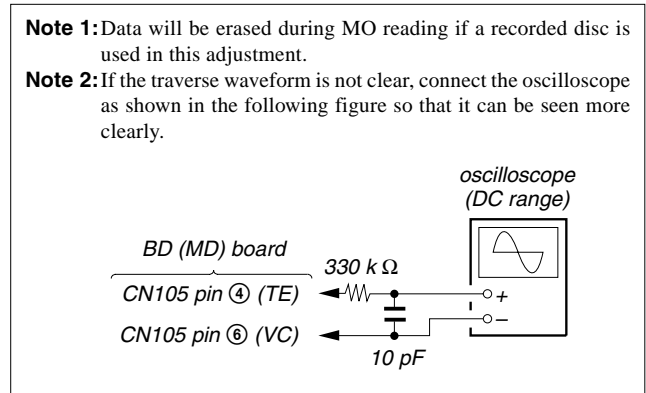 Note 1: Data will be erased during MO reading if a recorded disc is
used in this adjustment.
Note 2: If the traverse waveform is not clear, connect the oscilloscope
as shown in the following figure so that it can be seen more
clearly.
oscilloscope
(DC range)
BD (MD) board
330 k Ω
CN105 pin ④ (TE)
+
CN105 pin ⑥ (VC)
–
10 pF